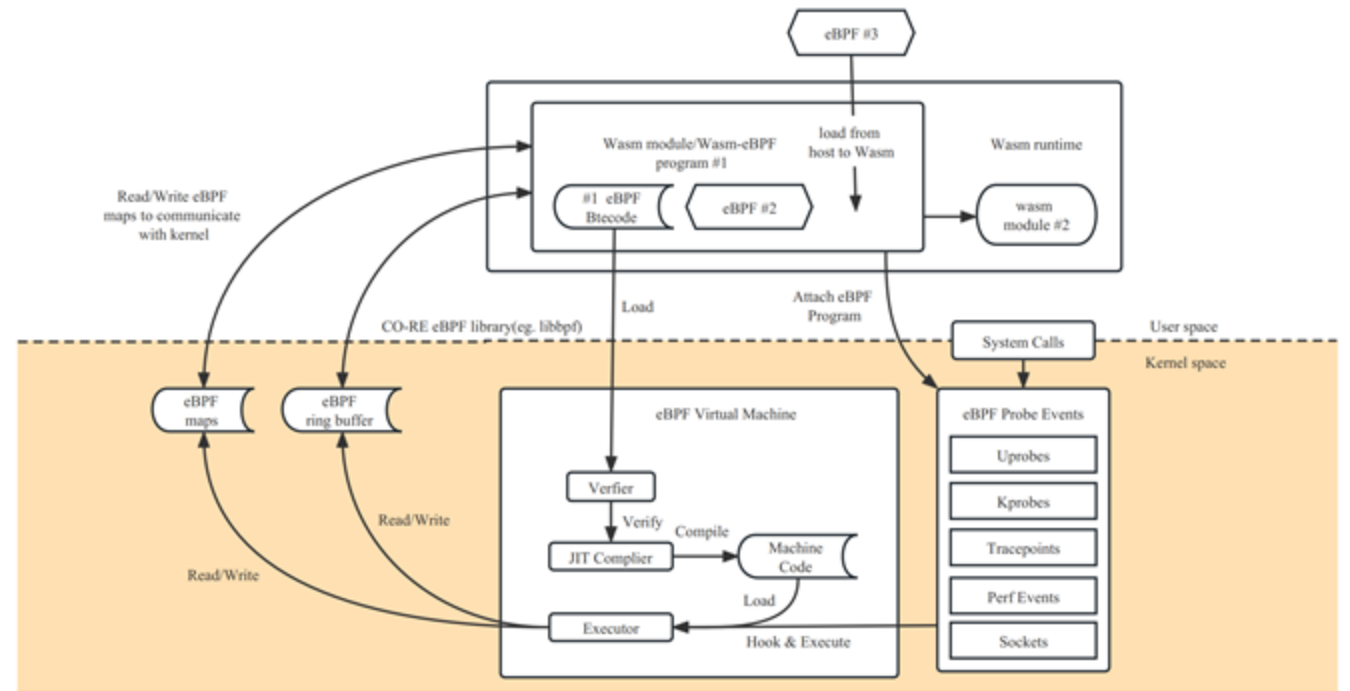 eBPF #3
load from
host to Wasm
Wasm module/Wasm-eBPF
program #1
Wasm runtime
#1 eBPF
Btecode
eBPF #2
wasm
module #2
Read/Write eBPF
maps to communicate
with kernel
Load
Attach eBPF
Program
CO-RE eBPF library(eg. libbpf)
System Calls
User space
Kernel space
eBPF
maps
eBPF
ring buffer
eBPF Virtual Machine
eBPF Probe Events
Uprobes
Kprobes
Tracepoints
Perf Events
Sockets
Verfier
Verify
Compile
JIT Complier
Machine
Code
Load
Executor
Hook & Execute
Read/Write
Read/Write